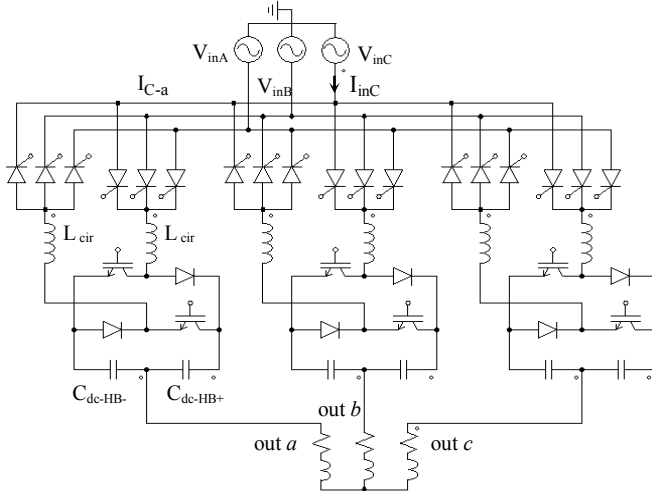 V_inA
V_inB
V_inC
I_C-a
I_inC
L_cir
L_cir
C_dc-HB-
C_dc-HB+
out b
out a
out c